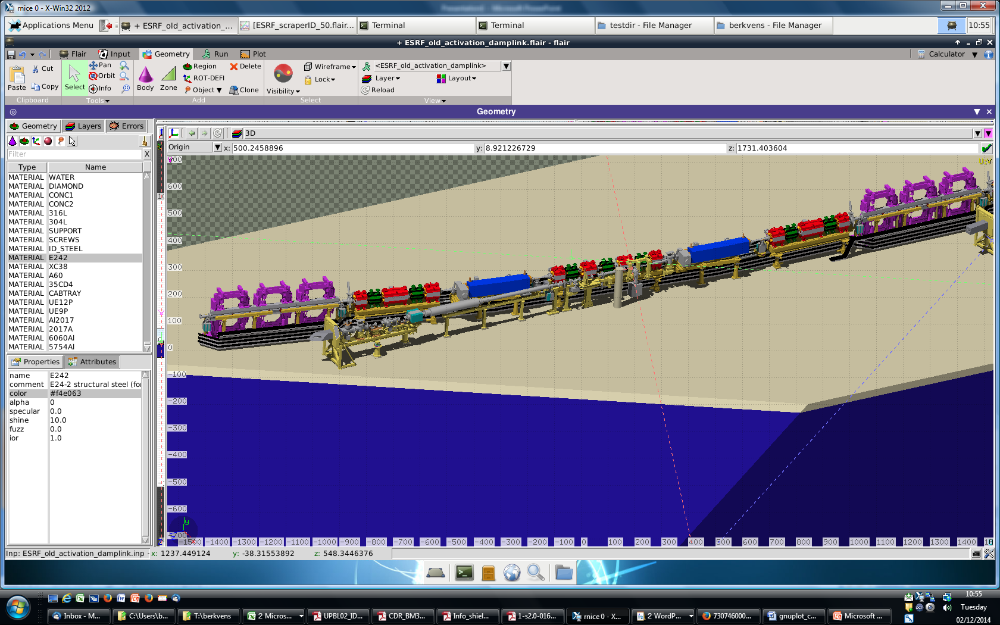 rnice 0 - X-Win32 2012
Applications Menu
+ ESRF_old_activation_...
[ESRF_scraperID_50.flair...
Terminal
Terminal
testdir - File Manager
berkvens - File Manager
10:55
+ ESRF_old_activation_damplink.flair - flair
Flair
Input
Geometry
Run
Plot
Calculator
Paste
Cut
Copy
Clipboard
Select
Pan
Orbit
Info
Tools
Body
Zone
Region
ROT-DEFI
Object
Delete
Clone
Add
Visibility
Wireframe
Lock
Select
<ESRF_old_activation_damplink>
Layer
Layout
Reload
View
Geometry
Geometry
Layers
Errors
Filter
X
Type Name
MATERIAL WATER
MATERIAL DIAMOND
MATERIAL CONC1
MATERIAL CONC2
MATERIAL 316L
MATERIAL 304L
MATERIAL SUPPORT
MATERIAL SCREWS
MATERIAL ID_STEEL
MATERIAL E242
MATERIAL XC38
MATERIAL A60
MATERIAL 35CD4
MATERIAL CABTRAY
MATERIAL UE12P
MATERIAL UE9P
MATERIAL Al2017
MATERIAL 2017A
MATERIAL 6060Al
MATERIAL 5754Al
Properties
Attributes
name E242
comment E24-2 structural steel (for
color #f4e063
alpha 0
specular 0.0
shine 10.0
fuzz 0.0
ior 1.0
3D
Origin
x: 500.2458896
y: 8.921226729
z: 1731.403604
U:V
600
500
400
300
200
100
0
-100
-200
-300
-400
-500
-600
-700
y
-1500 -1400 -1300 -1200 -1100 -1000 -900 -800 -700 -600 -500 -400 -300 -200 -100 0 100 200 300 400 500 600 700 800 900 1000 1100 1200 1300 1400
Inp: ESRF_old_activation_damplink.inp
x: 1237.449124
y: -38.31553892
z: 548.3446376
Inbox - M...
C:\Users\b...
T:\berkvens
2 Micros...
UPBL02_ID...
CDR_BM3...
Info_shiel...
1-s2.0-016...
rnice 0 - X...
2 WordP...
730746000...
gnuplot_c...
Microsoft ...
10:55
Tuesday
02/12/2014